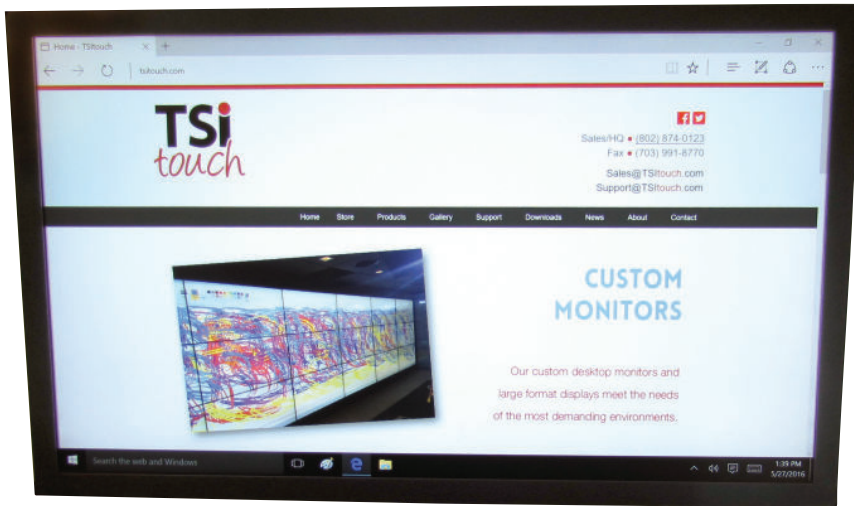 Home - TSItouch
tsitouch.com
TSi
touch
Sales/HQ • (802) 874-0123
Fax • (703) 991-8770
Sales@TSItouch.com
Support@TSItouch.com
Home Store Products Gallery Support Downloads News About Contact
CUSTOM
MONITORS
Our custom desktop monitors and
large format displays meet the needs
of the most demanding environments.
Search the web and Windows
1:39 PM
5/27/2016